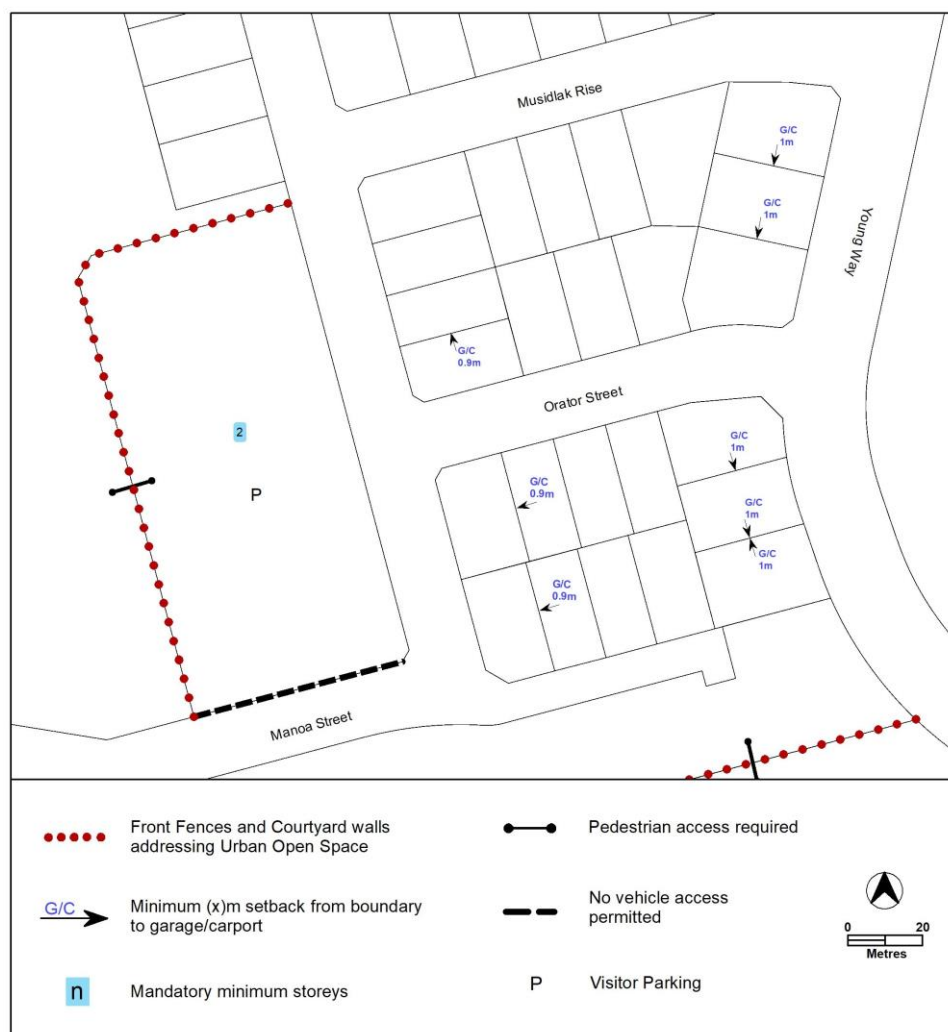 Musidlak Rise
G/C
1m
G/C
1m
Young Way
G/C
0.9m
Orator Street
2
P
G/C
1m
G/C
0.9m
G/C
1m
G/C
1m
G/C
0.9m
Manoa Street
Front Fences and Courtyard walls
addressing Urban Open Space
Pedestrian access required
G/C
Minimum (x)m setback from boundary
to garage/carport
No vehicle access
permitted
0 20
Metres
n
Mandatory minimum storeys
P
Visitor Parking